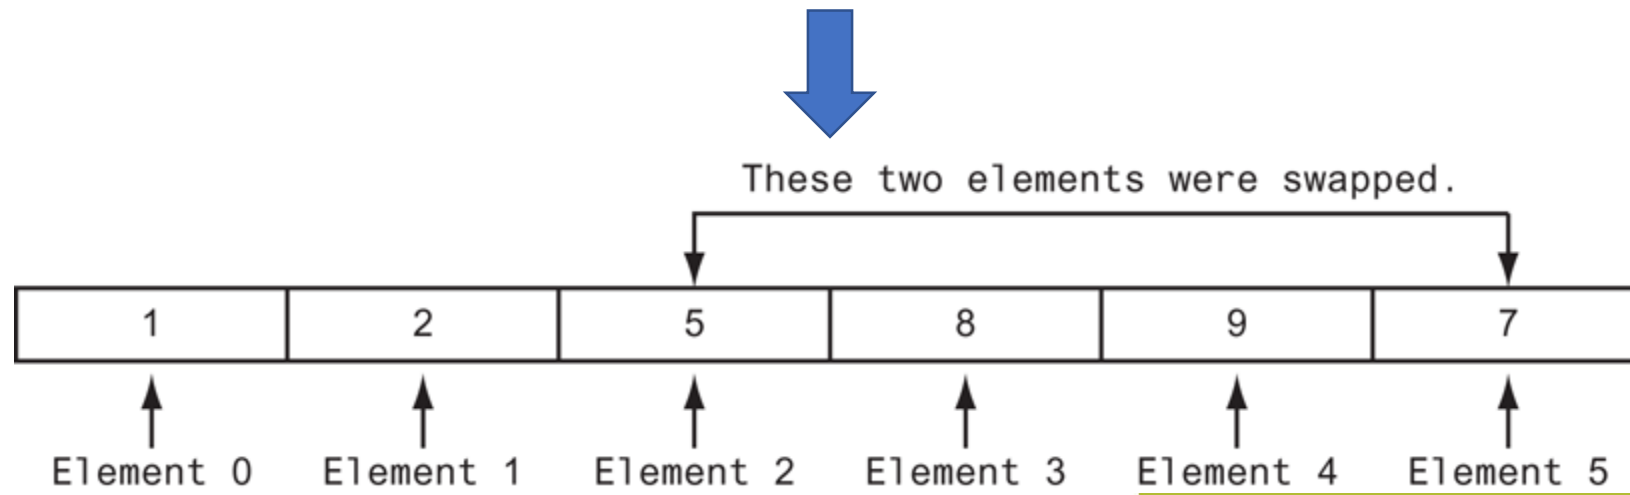 These two elements were swapped.
1 2 5 8 9 7
Element 0 Element 1 Element 2 Element 3 Element 4 Element 5